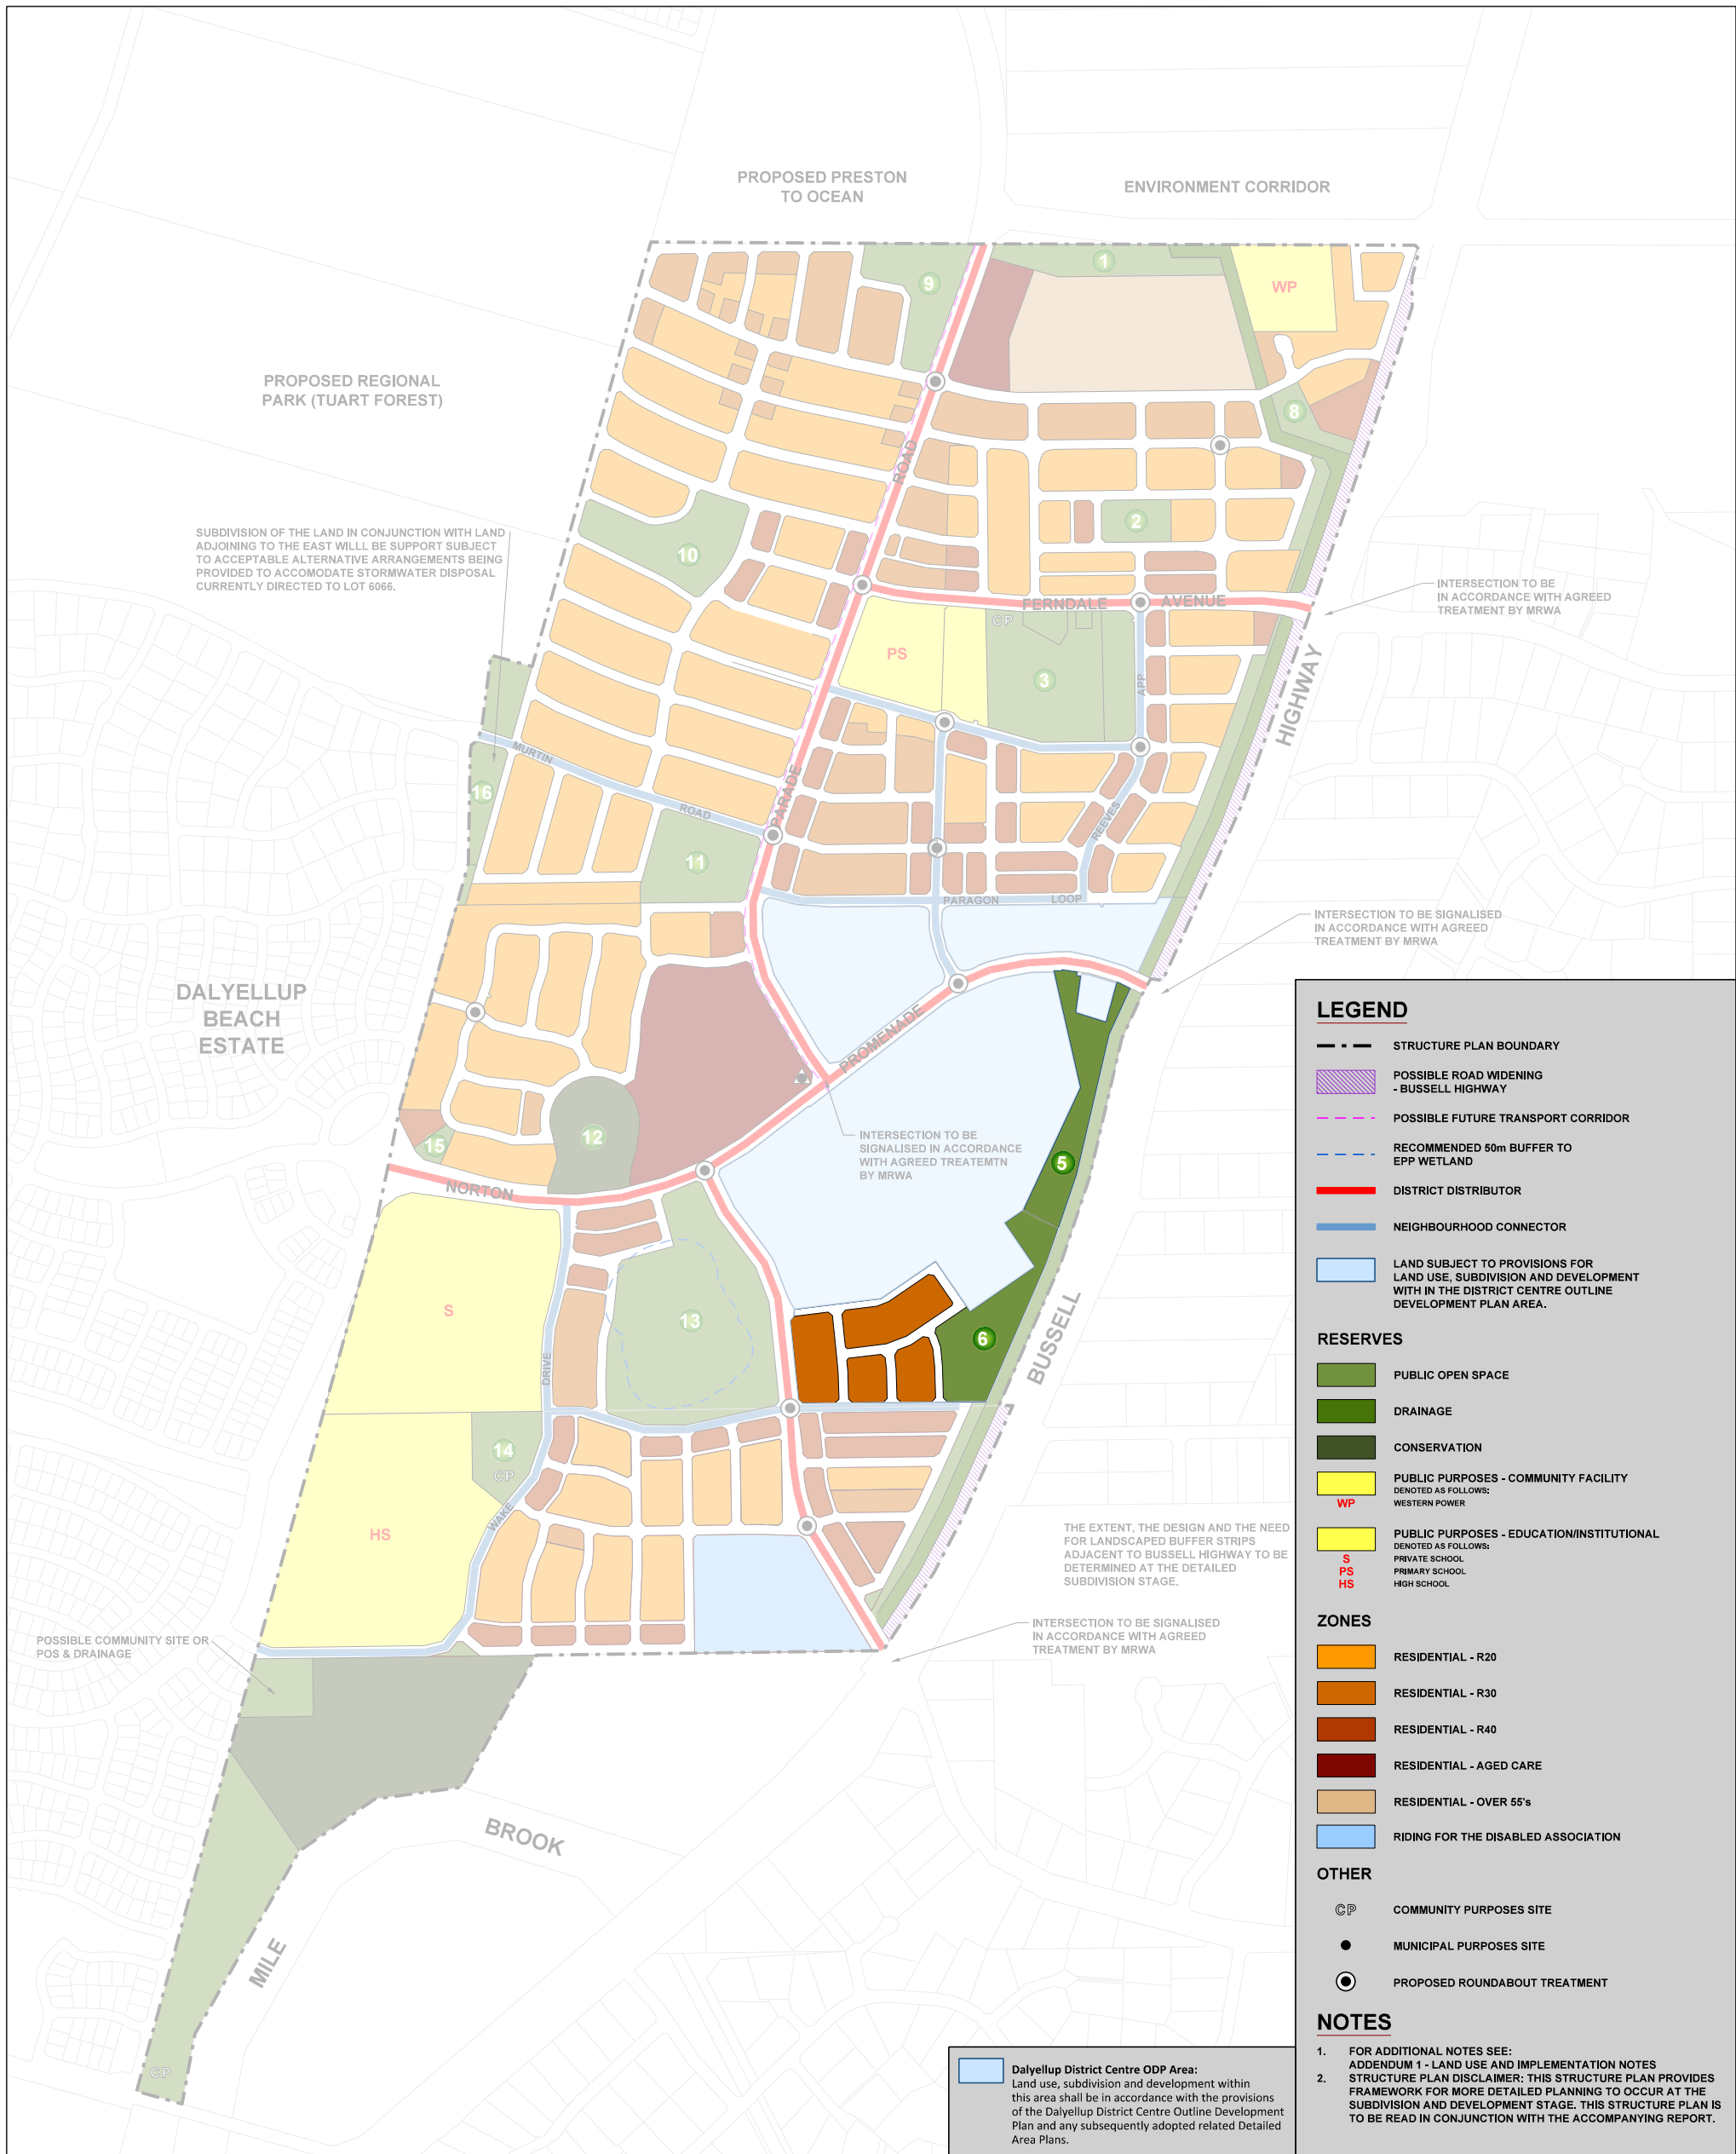 PROPOSED PRESTON
TO OCEAN
ENVIRONMENT CORRIDOR
1
9
WP
PROPOSED REGIONAL
PARK (TUART FOREST)
8
ROAD
2
SUBDIVISION OF THE LAND IN CONJUNCTION WITH LAND
ADJOINING TO THE EAST WILLL BE SUPPORT SUBJECT
TO ACCEPTABLE ALTERNATIVE ARRANGEMENTS BEING
PROVIDED TO ACCOMODATE STORMWATER DISPOSAL
CURRENTLY DIRECTED TO LOT 6066.
10
INTERSECTION TO BE
IN ACCORDANCE WITH AGREED
TREATMENT BY MRWA
FERNDALE AVENUE
CP
PS
3
APP
HIGHWAY
MURTIN
ROAD
16
PARADE
REEVES
11
PARAGON LOOP
INTERSECTION TO BE SIGNALISED
IN ACCORDANCE WITH AGREED
TREATMENT BY MRWA
DALYELLUP
BEACH
ESTATE
PROMENADE
12
15
INTERSECTION TO BE
SIGNALISED IN ACCORDANCE
WITH AGREED TREATEMTN
BY MRWA
5
NORTON
S
13
6
BUSSELL
DRIVE
14
CP
WAKE
HS
THE EXTENT, THE DESIGN AND THE NEED
FOR LANDSCAPED BUFFER STRIPS
ADJACENT TO BUSSELL HIGHWAY TO BE
DETERMINED AT THE DETAILED
SUBDIVISION STAGE.
INTERSECTION TO BE SIGNALISED
IN ACCORDANCE WITH AGREED
TREATMENT BY MRWA
POSSIBLE COMMUNITY SITE OR
POS & DRAINAGE
BROOK
MILE
CP
LEGEND
STRUCTURE PLAN BOUNDARY
POSSIBLE ROAD WIDENING
- BUSSELL HIGHWAY
POSSIBLE FUTURE TRANSPORT CORRIDOR
RECOMMENDED 50m BUFFER TO
EPP WETLAND
DISTRICT DISTRIBUTOR
NEIGHBOURHOOD CONNECTOR
LAND SUBJECT TO PROVISIONS FOR
LAND USE, SUBDIVISION AND DEVELOPMENT
WITH IN THE DISTRICT CENTRE OUTLINE
DEVELOPMENT PLAN AREA.
RESERVES
PUBLIC OPEN SPACE
DRAINAGE
CONSERVATION
PUBLIC PURPOSES - COMMUNITY FACILITY
DENOTED AS FOLLOWS:
WP WESTERN POWER
PUBLIC PURPOSES - EDUCATION/INSTITUTIONAL
DENOTED AS FOLLOWS:
S PRIVATE SCHOOL
PS PRIMARY SCHOOL
HS HIGH SCHOOL
ZONES
RESIDENTIAL - R20
RESIDENTIAL - R30
RESIDENTIAL - R40
RESIDENTIAL - AGED CARE
RESIDENTIAL - OVER 55's
RIDING FOR THE DISABLED ASSOCIATION
OTHER
CP COMMUNITY PURPOSES SITE
MUNICIPAL PURPOSES SITE
PROPOSED ROUNDABOUT TREATMENT
NOTES
1. FOR ADDITIONAL NOTES SEE:
ADDENDUM 1 - LAND USE AND IMPLEMENTATION NOTES
2. STRUCTURE PLAN DISCLAIMER: THIS STRUCTURE PLAN PROVIDES
FRAMEWORK FOR MORE DETAILED PLANNING TO OCCUR AT THE
SUBDIVISION AND DEVELOPMENT STAGE. THIS STRUCTURE PLAN IS
TO BE READ IN CONJUNCTION WITH THE ACCOMPANYING REPORT.
Dalyellup District Centre ODP Area:
Land use, subdivision and development within
this area shall be in accordance with the provisions
of the Dalyellup District Centre Outline Development
Plan and any subsequently adopted related Detailed
Area Plans.